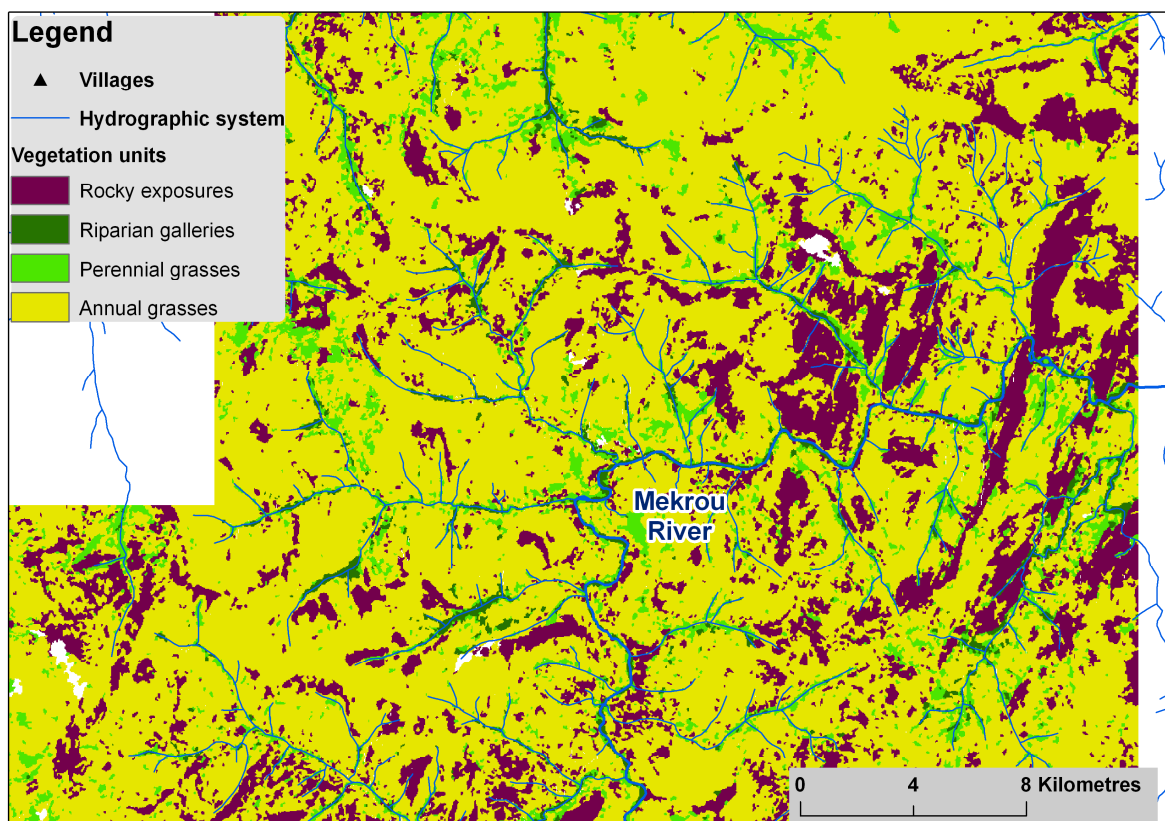 Legend
Villages
Hydrographic system
Vegetation units
Rocky exposures
Riparian galleries
Perennial grasses
Annual grasses
Mekrou
River
0 4 8 Kilometres